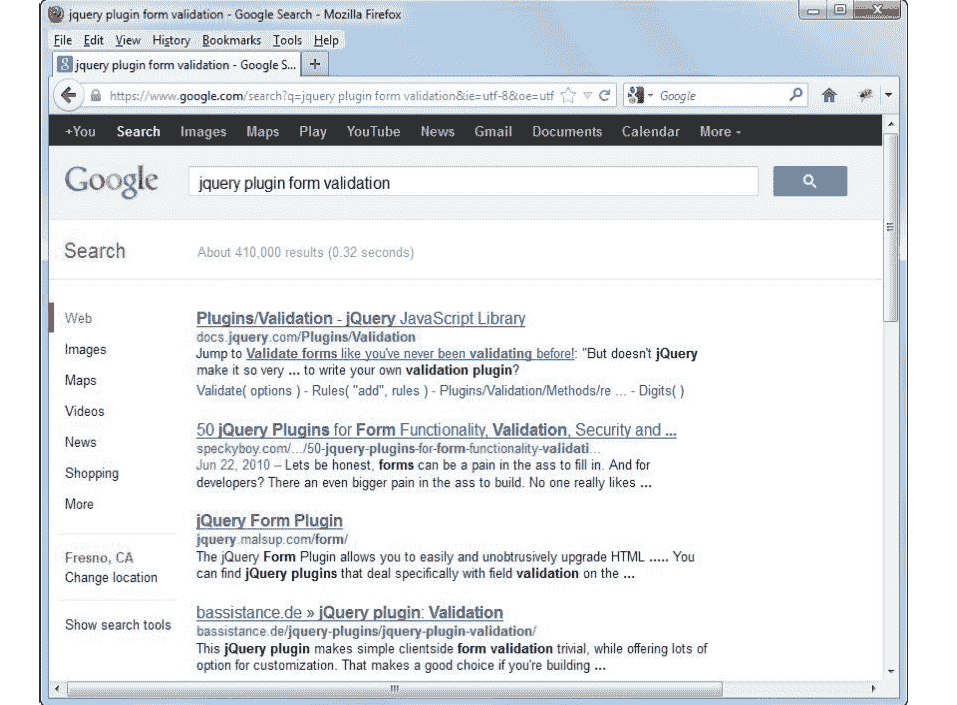 jquery plugin form validation - Google Search - Mozilla Firefox
File Edit View History Bookmarks Tools Help
jquery plugin form validation - Google S...
https://www.google.com/search?q=jquery plugin form validation&ie=utf-8&oe=utf
Google
+You Search Images Maps Play YouTube News Gmail Documents Calendar More
Google
jquery plugin form validation
Search
About 410,000 results (0.32 seconds)
Web
Images
Maps
Videos
News
Shopping
More
Fresno, CA
Change location
Show search tools
Plugins/Validation - jQuery JavaScript Library
docs.jquery.com/Plugins/Validation
Jump to Validate forms like you've never been validating before!: "But doesn't jQuery
make it so very ... to write your own validation plugin?
Validate( options ) - Rules( "add", rules ) - Plugins/Validation/Methods/re ... - Digits( )
50 jQuery Plugins for Form Functionality, Validation, Security and ...
speckyboy.com/.../50-jquery-plugins-for-form-functionality-validati...
Jun 22, 2010 – Lets be honest, forms can be a pain in the ass to fill in. And for
developers? There an even bigger pain in the ass to build. No one really likes ...
jQuery Form Plugin
jquery.malsup.com/form/
The jQuery Form Plugin allows you to easily and unobtrusively upgrade HTML ..... You
can find jQuery plugins that deal specifically with field validation on the ...
bassistance.de » jQuery plugin: Validation
bassistance.de/jquery-plugins/jquery-plugin-validation/
This jQuery plugin makes simple clientside form validation trivial, while offering lots of
option for customization. That makes a good choice if you're building ...